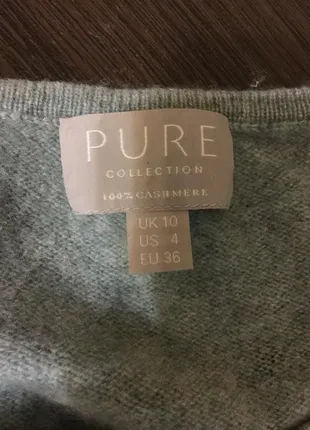 PURE
COLLECTION
100% CASHMERE
UK 10
US 4
EU 36